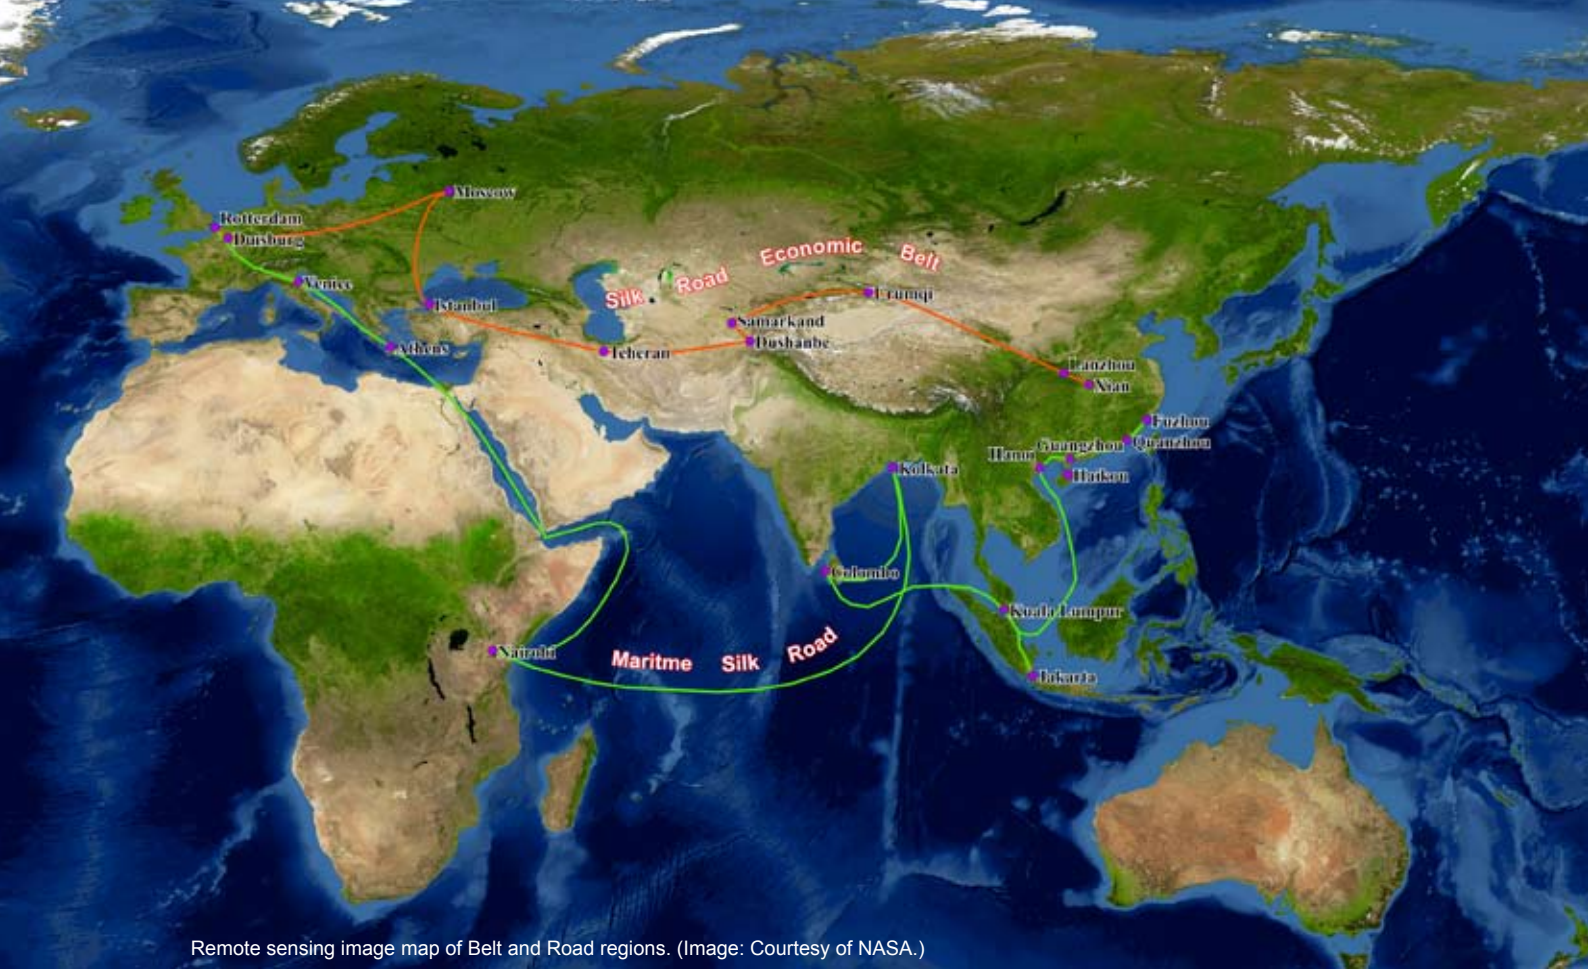 Moscow
Rotterdam
Duisburg
Venice
Istanbul
Athens
Silk Road Economic Belt
Urumqi
Samarkand
Dushanbe
Teheran
Lanzhou
Xian
Fuzhou
Quanzhou
Guangzhou
Hanoi
Haikou
Kolkata
Colombo
Kuala Lumpur
Nairobi
Maritme Silk Road
Jakarta
Remote sensing image map of Belt and Road regions. (Image: Courtesy of NASA.)